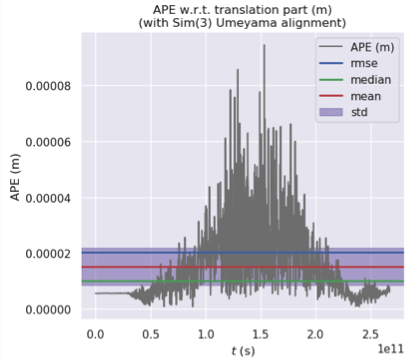 APE w.r.t. translation part (m)
(with Sim(3) Umeyama alignment)
APE (m)
rmse
median
mean
std
APE (m)
0.00008
0.00006
0.00004
0.00002
0.00000
0.0 0.5 1.0 1.5 2.0 2.5
1e11
t (s)